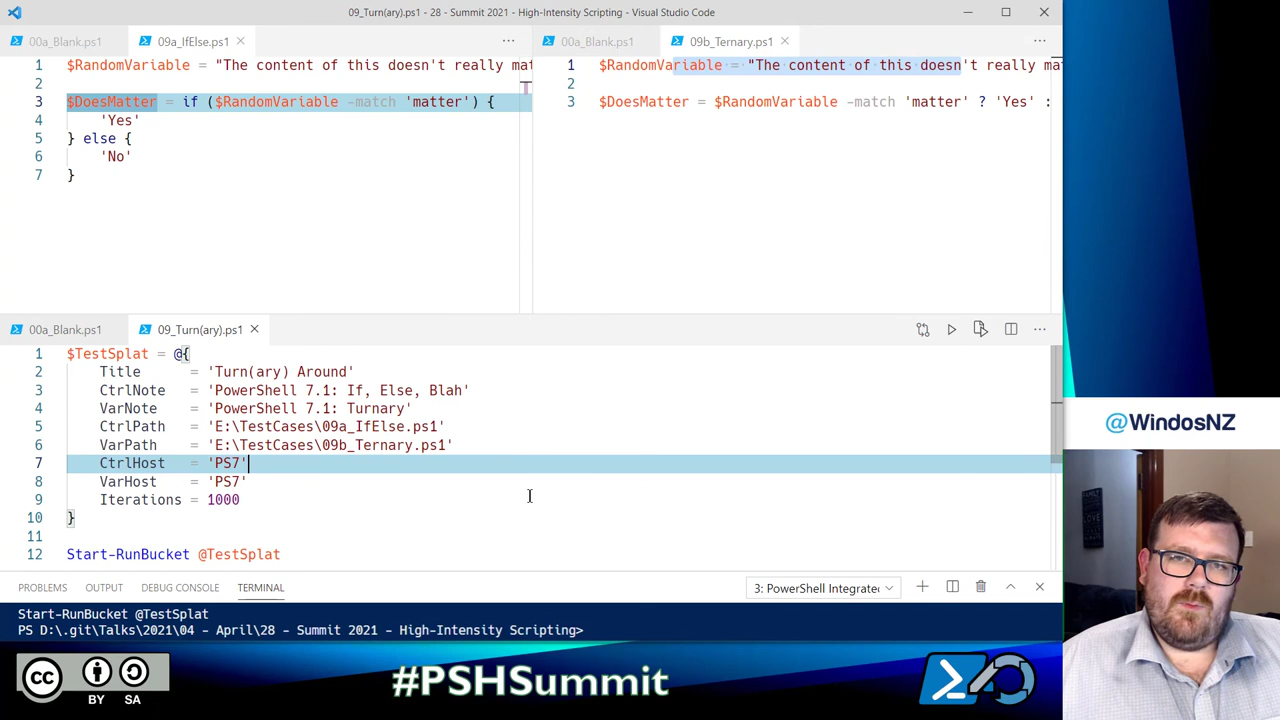 09_Turn(ary).ps1 - 28 - Summit 2021 - High-Intensity Scripting - Visual Studio Code
00a_Blank.ps1 09a_IfElse.ps1
1 $RandomVariable = "The content of this doesn't really mat
2
3 $DoesMatter = if ($RandomVariable -match 'matter') {
4 'Yes'
5 } else {
6 'No'
7 }
00a_Blank.ps1 09b_Ternary.ps1
1 $RandomVariable = "The content of this doesn't really mat
2
3 $DoesMatter = $RandomVariable -match 'matter' ? 'Yes' :
00a_Blank.ps1 09_Turn(ary).ps1
1 $TestSplat = @{
2 Title = 'Turn(ary) Around'
3 CtrlNote = 'PowerShell 7.1: If, Else, Blah'
4 VarNote = 'PowerShell 7.1: Turnary'
5 CtrlPath = 'E:\TestCases\09a_IfElse.ps1'
6 VarPath = 'E:\TestCases\09b_Ternary.ps1'
7 CtrlHost = 'PS7'
8 VarHost = 'PS7'
9 Iterations = 1000
10 }
11
12 Start-RunBucket @TestSplat
PROBLEMS OUTPUT DEBUG CONSOLE TERMINAL 3: PowerShell Integrated
Start-RunBucket @TestSplat
PS D:\.git\Talks\2021\04 - April\28 - Summit 2021 - High-Intensity Scripting>
@WindosNZ
CC BY SA
#PSHSummit